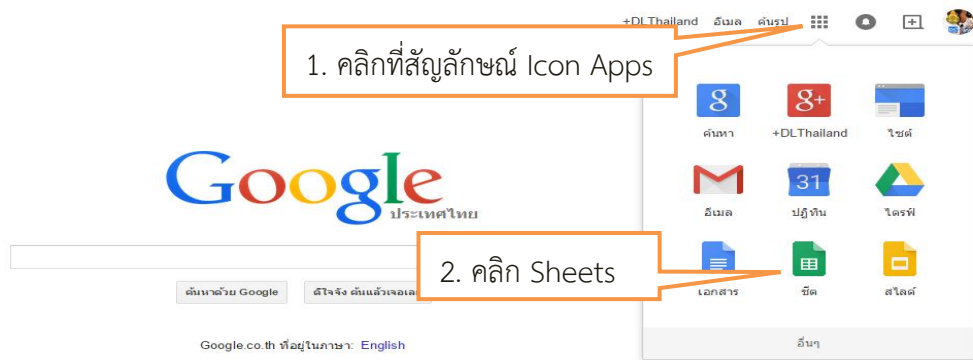 +DLThailand อีเมล ค้นรูป
1. คลิกที่สัญลักษณ์ Icon Apps
g g+
ค้นหา +DLThailand ไซต์
Google
ประเทศไทย
31
อีเมล ปฏิทิน ไดรฟ์
2. คลิก Sheets
เอกสาร ชีต สไลด์
ค้นหาด้วย Google ดีใจจัง ค้นแล้วเจอเลย
อื่นๆ
Google.co.th ที่อยู่ในภาษา: English